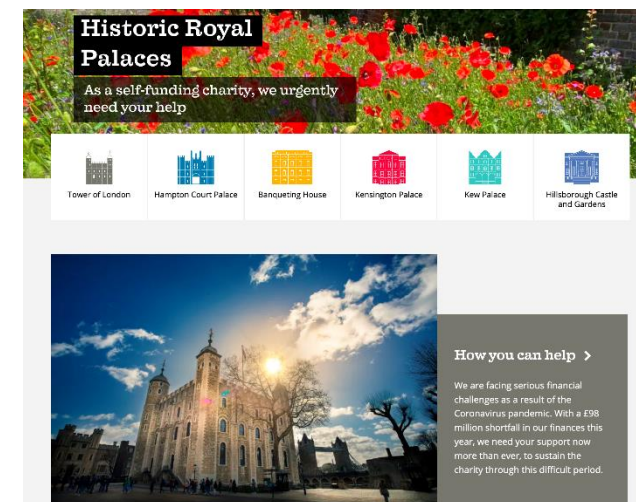 Historic Royal
Palaces
As a self-funding charity, we urgently
need your help
Tower of London
Hampton Court Palace
Banqueting House
Kensington Palace
Kew Palace
Hillsborough Castle
and Gardens
How you can help
We are facing serious financial
challenges as a result of the
Coronavirus pandemic. With a £98
million shortfall in our finances this
year, we need your support now
more than ever, to sustain the
charity through this difficult period.